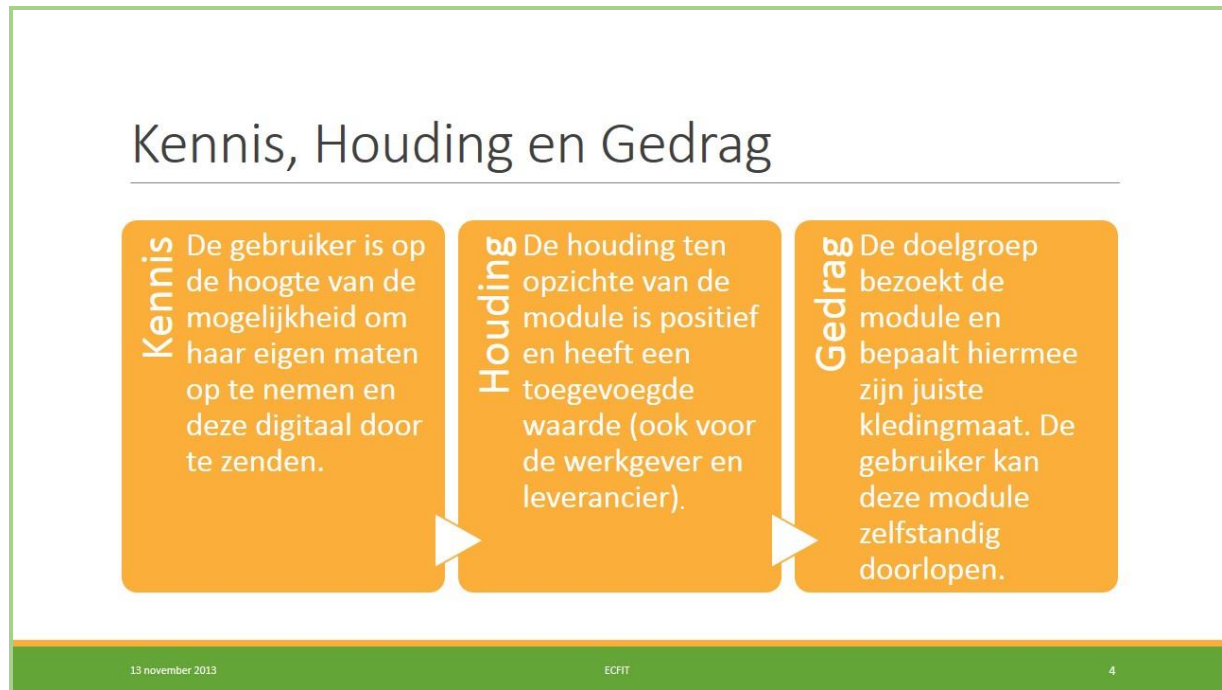 Kennis, Houding en Gedrag
Kennis
De gebruiker is op
de hoogte van de
mogelijkheid om
haar eigen maten
op te nemen en
deze digitaal door
te zenden.
Houding
De houding ten
opzichte van de
module is positief
en heeft een
toegevoegde
waarde (ook voor
de werkgever en
leverancier).
Gedrag
De doelgroep
bezoekt de
module en
bepaalt hiermee
zijn juiste
kledingmaat. De
gebruiker kan
deze module
zelfstandig
doorlopen.
13 november 2013
ECFIT
4